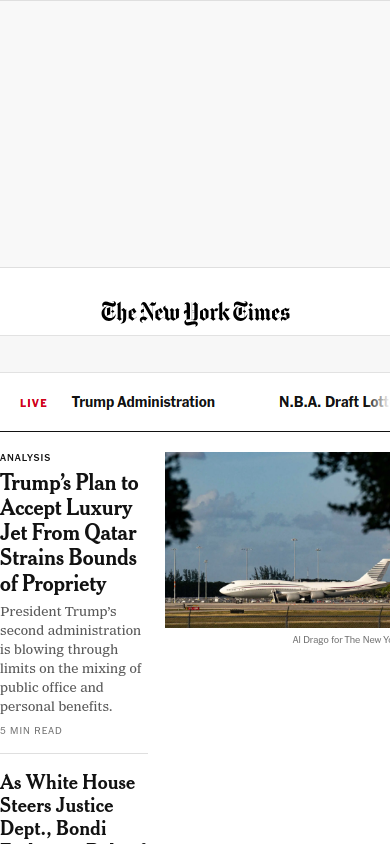 The New York Times
LIVE
Trump Administration
N.B.A. Draft Lott
ANALYSIS
Trump's Plan to
Accept Luxury
Jet From Qatar
Strains Bounds
of Propriety
President Trump's
second administration
is blowing through
limits on the mixing of
public office and
personal benefits.
5 MIN READ
Al Drago for The New Yo
As White House
Steers Justice
Dept., Bondi